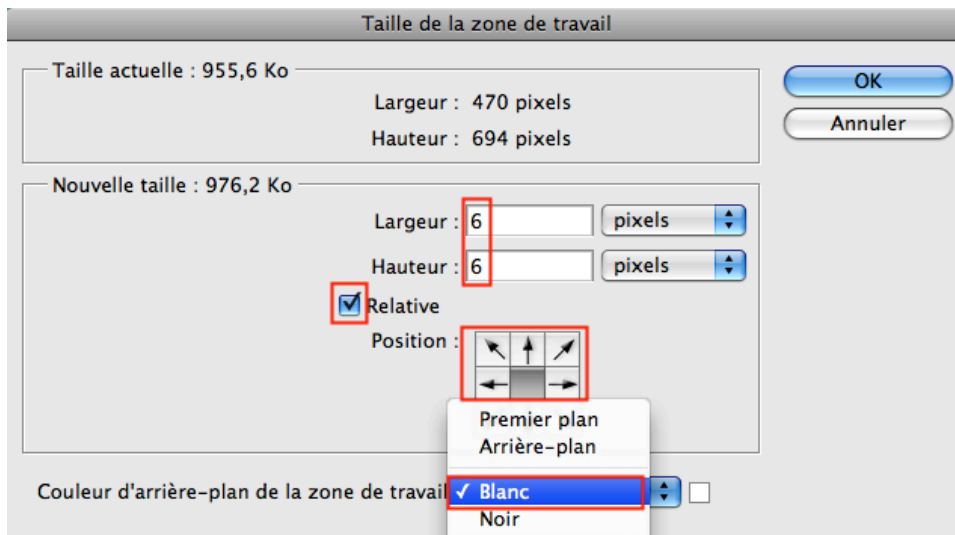 Taille de la zone de travail
Taille actuelle : 955,6 Ko
OK
Largeur : 470 pixels
Annuler
Hauteur : 694 pixels
Nouvelle taille : 976,2 Ko
Largeur : 6 pixels
Hauteur : 6 pixels
Relative
Position :
Premier plan
Arrière-plan
Couleur d'arrière-plan de la zone de travail ✓ Blanc
Noir